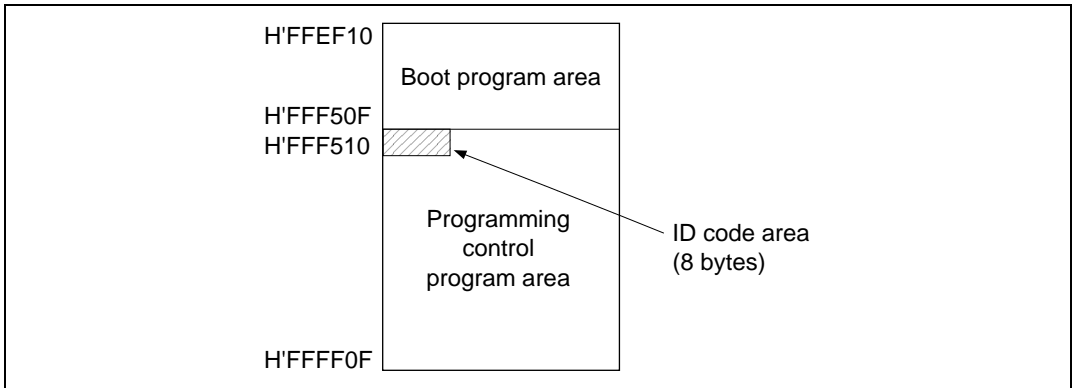 H'FFEF10
Boot program area
H'FFF50F
H'FFF510
Programming
control
program area
ID code area
(8 bytes)
H'FFFF0F